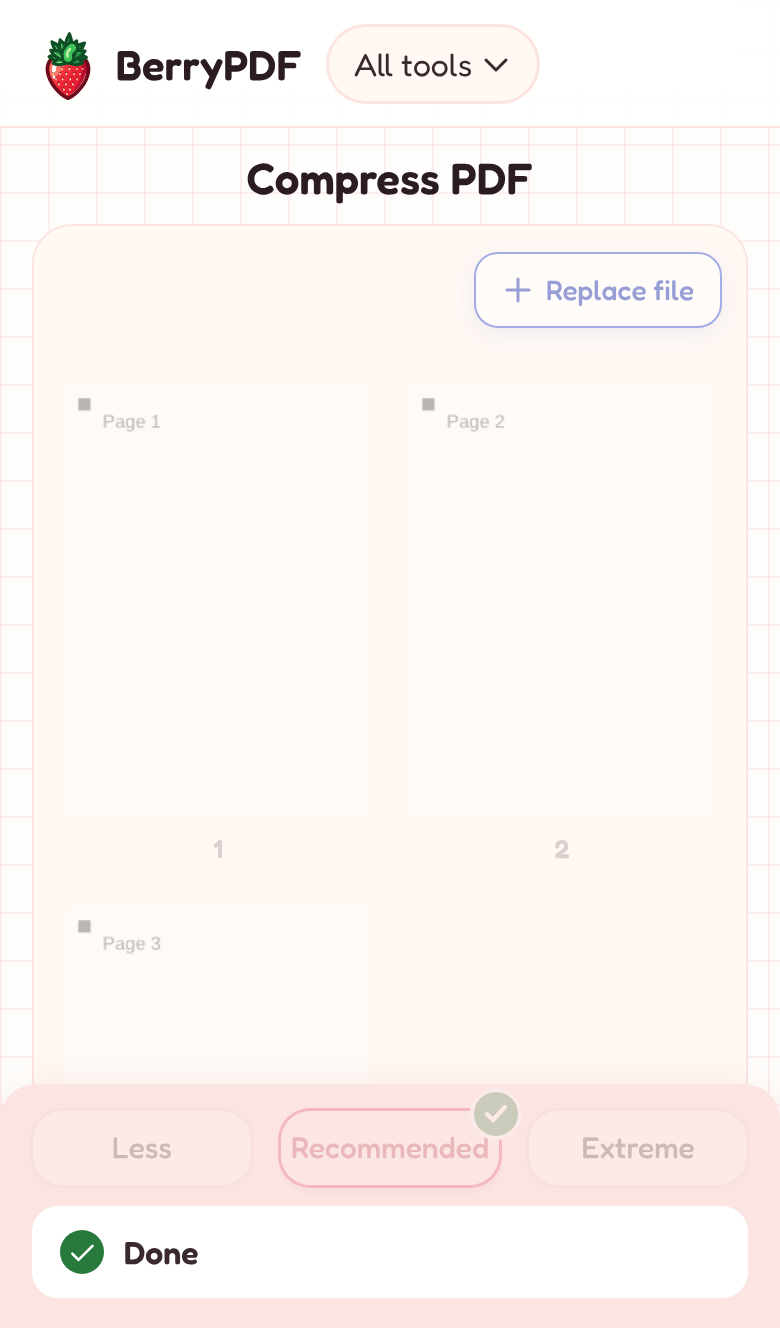 BerryPDF All tools
Compress PDF
Replace file
Page 1 Page 2
1 2
Page 3
Less Recommended Extreme
Done